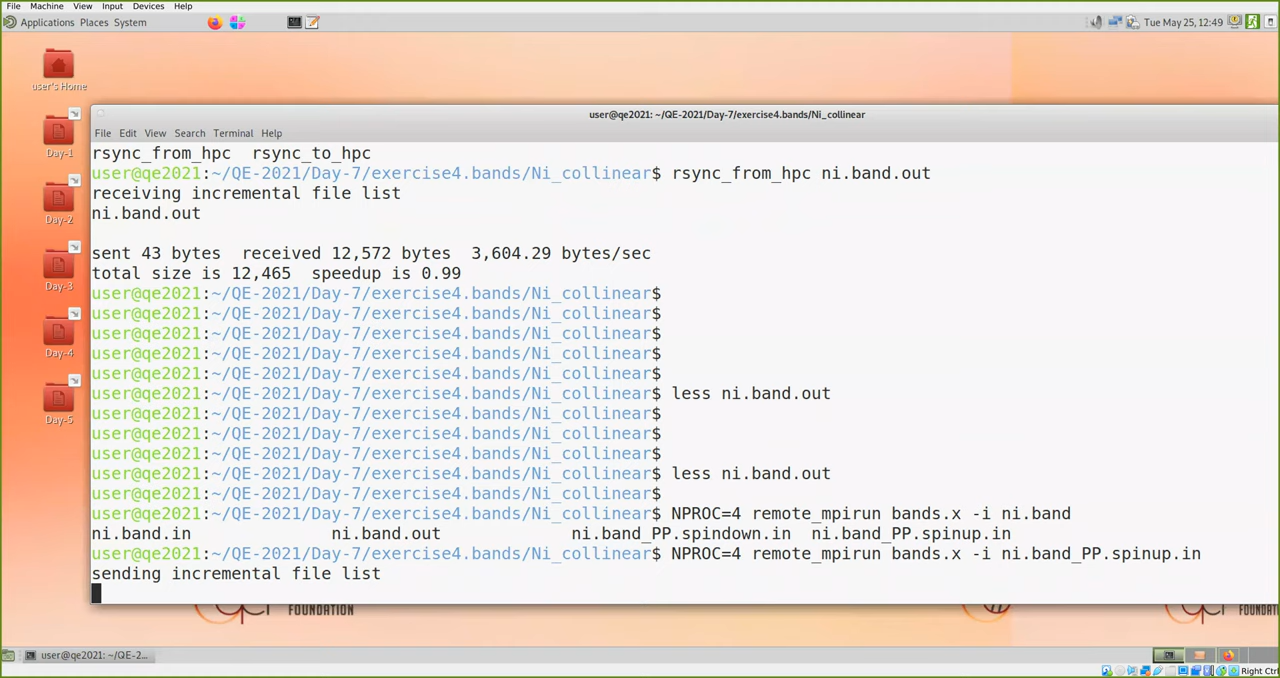 File Machine View Input Devices Help
Applications Places System
Tue May 25, 12:49
user's Home
Day-1
Day-2
Day-3
Day-4
Day-5
user@qe2021: ~/QE-2021/Day-7/exercise4.bands/Ni_collinear
File Edit View Search Terminal Help
rsync_from_hpc rsync_to_hpc
user@qe2021:~/QE-2021/Day-7/exercise4.bands/Ni_collinear$ rsync_from_hpc ni.band.out
receiving incremental file list
ni.band.out
sent 43 bytes received 12,572 bytes 3,604.29 bytes/sec
total size is 12,465 speedup is 0.99
user@qe2021:~/QE-2021/Day-7/exercise4.bands/Ni_collinear$
user@qe2021:~/QE-2021/Day-7/exercise4.bands/Ni_collinear$
user@qe2021:~/QE-2021/Day-7/exercise4.bands/Ni_collinear$
user@qe2021:~/QE-2021/Day-7/exercise4.bands/Ni_collinear$
user@qe2021:~/QE-2021/Day-7/exercise4.bands/Ni_collinear$
user@qe2021:~/QE-2021/Day-7/exercise4.bands/Ni_collinear$ less ni.band.out
user@qe2021:~/QE-2021/Day-7/exercise4.bands/Ni_collinear$
user@qe2021:~/QE-2021/Day-7/exercise4.bands/Ni_collinear$
user@qe2021:~/QE-2021/Day-7/exercise4.bands/Ni_collinear$
user@qe2021:~/QE-2021/Day-7/exercise4.bands/Ni_collinear$ less ni.band.out
user@qe2021:~/QE-2021/Day-7/exercise4.bands/Ni_collinear$
user@qe2021:~/QE-2021/Day-7/exercise4.bands/Ni_collinear$ NPROC=4 remote_mpirun bands.x -i ni.band
ni.band.in ni.band.out ni.band_PP.spindown.in ni.band_PP.spinup.in
user@qe2021:~/QE-2021/Day-7/exercise4.bands/Ni_collinear$ NPROC=4 remote_mpirun bands.x -i ni.band_PP.spinup.in
sending incremental file list
FOUNDATION
user@qe2021: ~/QE-2...
Right Ctrl